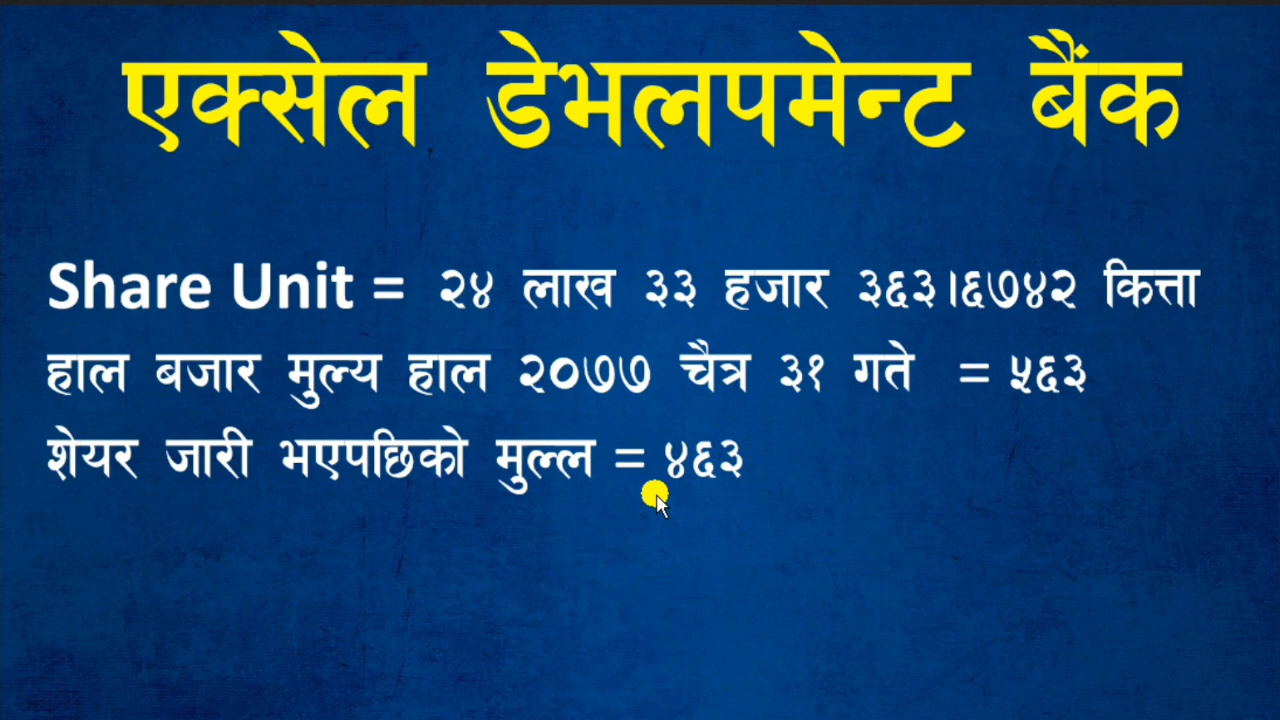 एक्सेल डेभलपमेन्ट बैंक
Share Unit = २४ लाख ३३ हजार ३६३।६७४२ कित्ता
हाल बजार मुल्य हाल २०७७ चैत्र ३१ गते = ५६३
शेयर जारी भएपछिको मुल्ल = ४६३